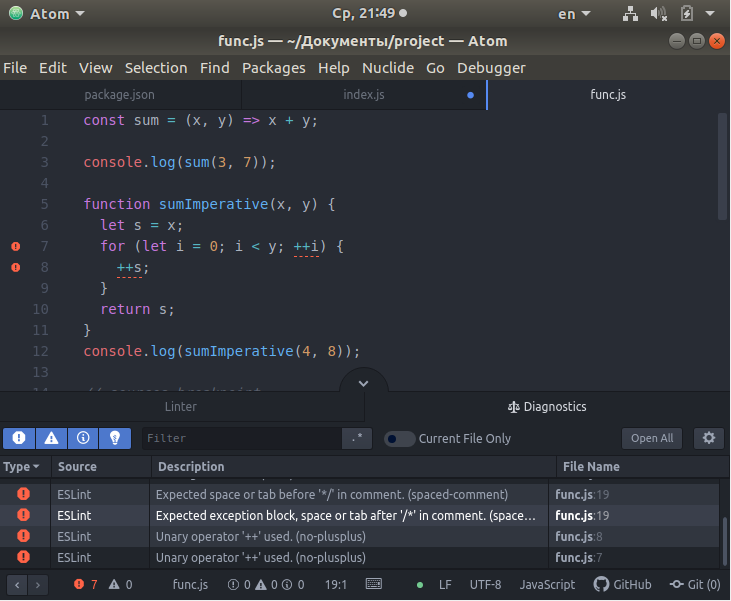 Atom
Ср, 21:49
en
func.js — ~/Документы/project — Atom
File Edit View Selection Find Packages Help Nuclide Go Debugger
package.json index.js func.js
1 const sum = (x, y) => x + y;
2
3 console.log(sum(3, 7));
4
5 function sumImperative(x, y) {
6 let s = x;
7 for (let i = 0; i < y; ++i) {
8 ++s;
9 }
10 return s;
11 }
12 console.log(sumImperative(4, 8));
13
Linter Diagnostics
Filter .* Current File Only Open All
Type Source Description File Name
ESLint Expected space or tab before '*/' in comment. (spaced-comment) func.js:19
ESLint Expected exception block, space or tab after '/*' in comment. (space… func.js:19
ESLint Unary operator '++' used. (no-plusplus) func.js:8
ESLint Unary operator '++' used. (no-plusplus) func.js:7
7 0 func.js 0 0 0 19:1 LF UTF-8 JavaScript GitHub Git (0)